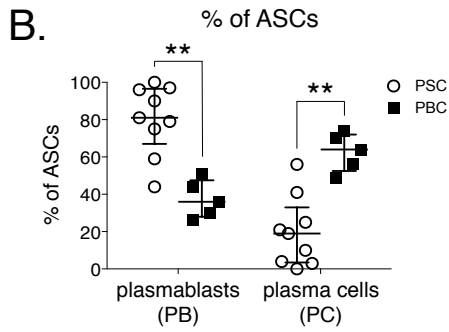 B.
% of ASCs
**
**
PSC
PBC
% of ASCs
100
80
60
40
20
0
plasmablasts
(PB)
plasma cells
(PC)